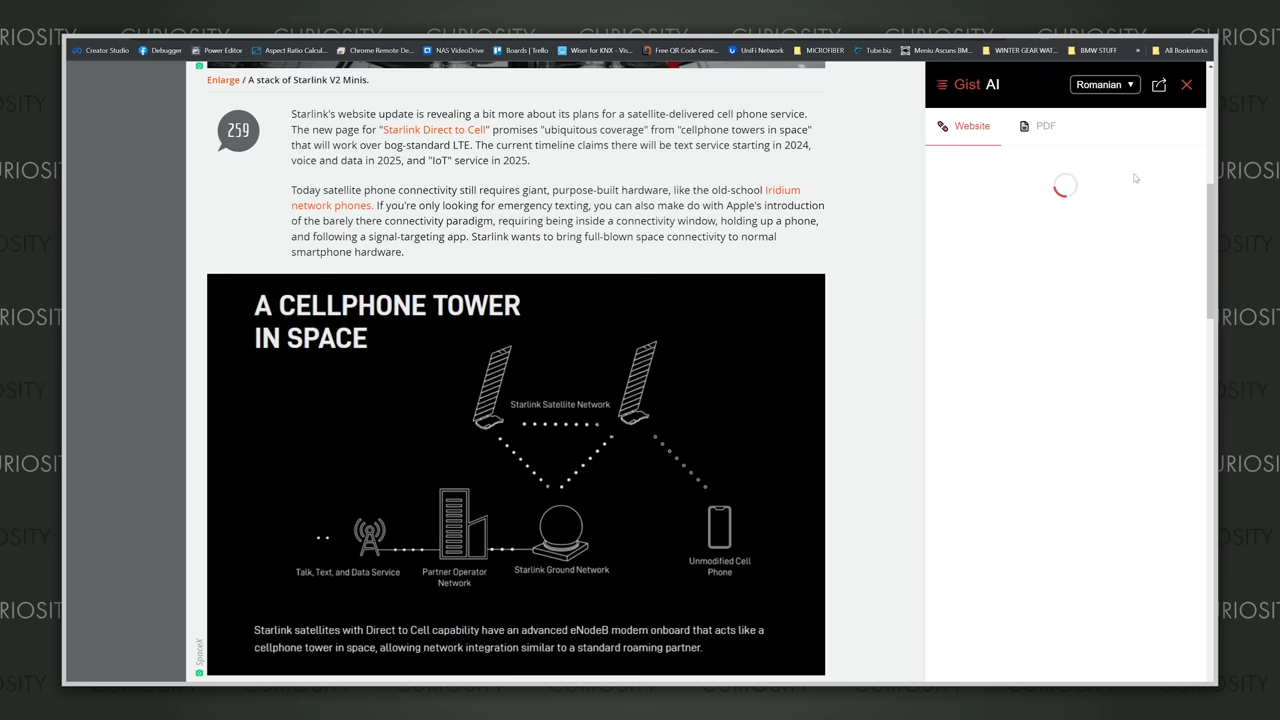 Creator Studio
Debugger
Power Editor
Aspect Ratio Calcul...
Chrome Remote De...
NAS VideoDrive
Boards | Trello
Wiser for KNX - Vis...
Free QR Code Gene...
UniFi Network
MICROFIBER
Tube.biz
Meniu Ascuns BM...
WINTER GEAR WAT...
BMW STUFF
»
All Bookmarks
Enlarge / A stack of Starlink V2 Minis.
259
Starlink's website update is revealing a bit more about its plans for a satellite-delivered cell phone service.
The new page for "Starlink Direct to Cell" promises "ubiquitous coverage" from "cellphone towers in space"
that will work over bog-standard LTE. The current timeline claims there will be text service starting in 2024,
voice and data in 2025, and "IoT" service in 2025.
Today satellite phone connectivity still requires giant, purpose-built hardware, like the old-school Iridium
network phones. If you're only looking for emergency texting, you can also make do with Apple's introduction
of the barely there connectivity paradigm, requiring being inside a connectivity window, holding up a phone,
and following a signal-targeting app. Starlink wants to bring full-blown space connectivity to normal
smartphone hardware.
A CELLPHONE TOWER
IN SPACE
Starlink Satellite Network
Talk, Text, and Data Service
Partner Operator
Network
Starlink Ground Network
Unmodified Cell
Phone
Starlink satellites with Direct to Cell capability have an advanced eNodeB modem onboard that acts like a
cellphone tower in space, allowing network integration similar to a standard roaming partner.
SpaceX
Gist AI
Romanian ▼
Website
PDF
CURIOSITY